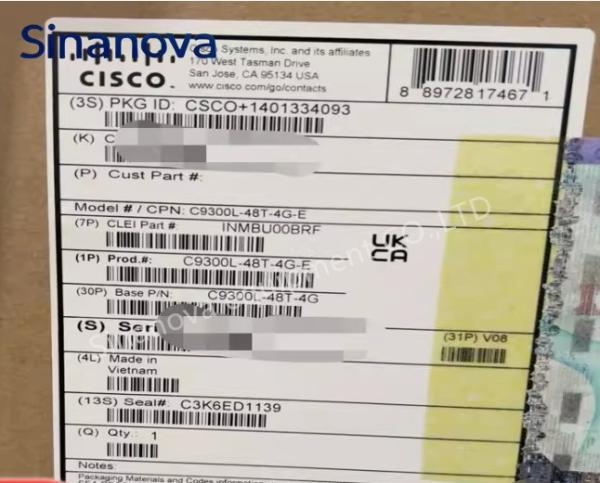 Sinanova
Cisco Systems, Inc. and its affiliates
170 West Tasman Drive
San Jose, CA 95134 USA
www.cisco.com/go/contacts
CISCO.
8 89728 17467 1
(3S) PKG ID: CSCO+1401334093
(K) C
(P) Cust Part #:
Model # / CPN: C9300L-48T-4G-E
(7P) CLEI Part #: INMBU00BRF
UK
CA
(1P) Prod.#: C9300L-48T-4G-E
(30P) Base P/N: C9300L-48T-4G
(S) Seri
(31P) V08
(4L) Made in
Vietnam
(13S) Seal#: C3K6ED1139
(Q) Qty.: 1
Notes:
Packaging Materials and Codes information